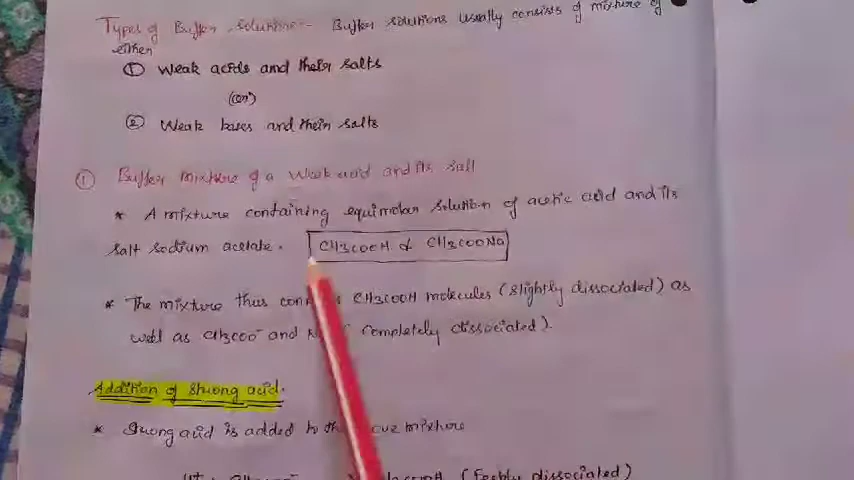 Types of Buffer solutions:- Buffer solutions usually consists of mixture of
either
① Weak acids and their salts
(or)
② Weak bases and their salts
① Buffer mixture of a weak acid and its salt
* A mixture containing equimolar solution of acetic acid and its
salt sodium acetate. CH3COOH & CH3COONa
* The mixture thus CH3COOH molecules (slightly dissociated) as
well as CH3COO⁻ and completely dissociated).
Addition of strong acid.
* Strong acid is added to mixture
(Feebly dissociated)